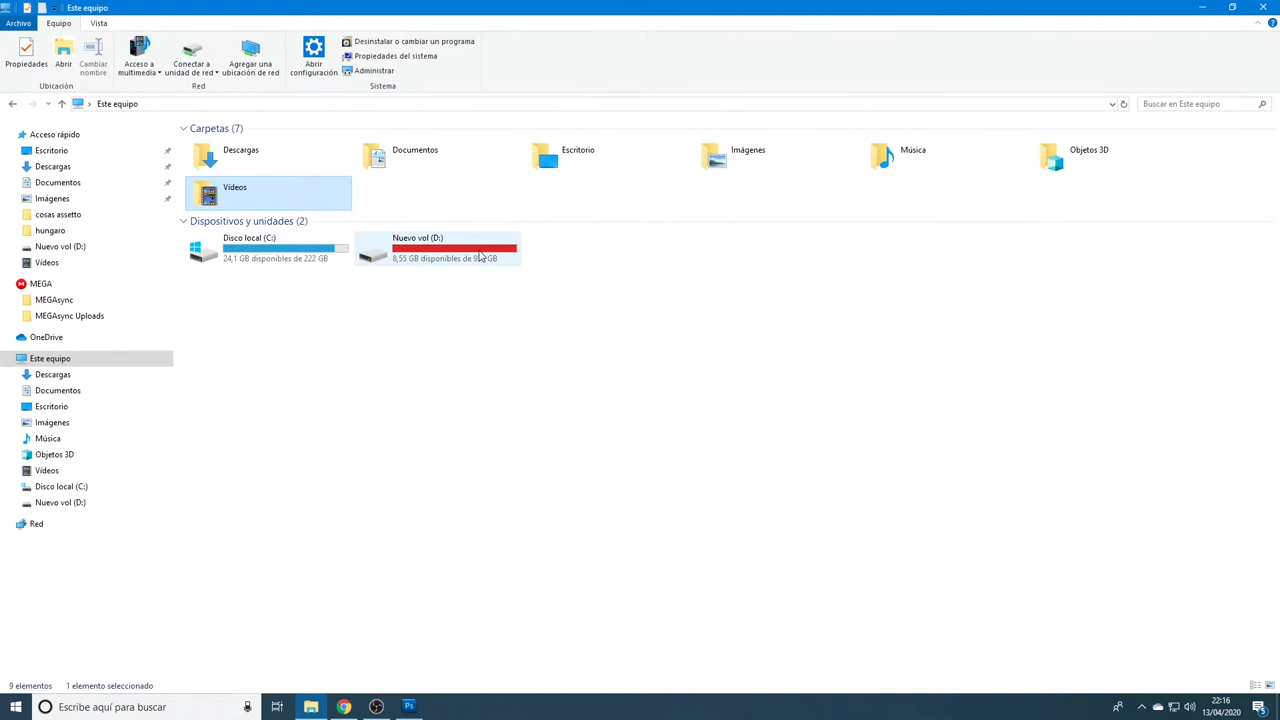 Este equipo
Archivo Equipo Vista
Propiedades Abrir Cambiar nombre
Acceso a multimedia Conectar a unidad de red Agregar una ubicación de red
Abrir configuración
Desinstalar o cambiar un programa
Propiedades del sistema
Administrar
Ubicación Red Sistema
Este equipo
Buscar en Este equipo
Acceso rápido
Escritorio
Descargas
Documentos
Imágenes
cosas assetto
hungaro
Nuevo vol (D:)
Vídeos
MEGA
MEGAsync
MEGAsync Uploads
OneDrive
Este equipo
Descargas
Documentos
Escritorio
Imágenes
Música
Objetos 3D
Vídeos
Disco local (C:)
Nuevo vol (D:)
Red
Carpetas (7)
Descargas Documentos Escritorio Imágenes Música Objetos 3D
Vídeos
Dispositivos y unidades (2)
Disco local (C:)
24,1 GB disponibles de 222 GB
Nuevo vol (D:)
8,55 GB disponibles de GB
9 elementos 1 elemento seleccionado
Escribe aquí para buscar
Ps
22:16
13/04/2020
5